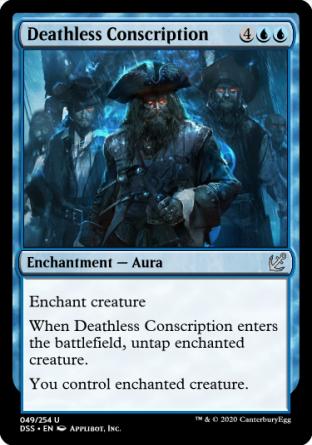 Deathless Conscription 4
Enchantment — Aura
Enchant creature
When Deathless Conscription enters
the battlefield, untap enchanted
creature.
You control enchanted creature.
049/254 U
DSS • EN APPLIBOT, INC.
™ & © 2020 CanterburyEgg